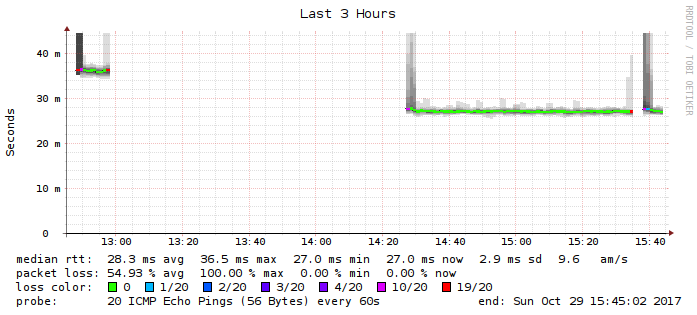 Last 3 Hours
RRDTOOL / TOBI OETIKER
Seconds
40 m
30 m
20 m
10 m
0
13:00 13:20 13:40 14:00 14:20 14:40 15:00 15:20 15:40
median rtt: 28.3 ms avg 36.5 ms max 27.0 ms min 27.0 ms now 2.9 ms sd 9.6 am/s
packet loss: 54.93 % avg 100.00 % max 0.00 % min 0.00 % now
loss color: 0 1/20 2/20 3/20 4/20 10/20 19/20
probe: 20 ICMP Echo Pings (56 Bytes) every 60s end: Sun Oct 29 15:45:02 2017